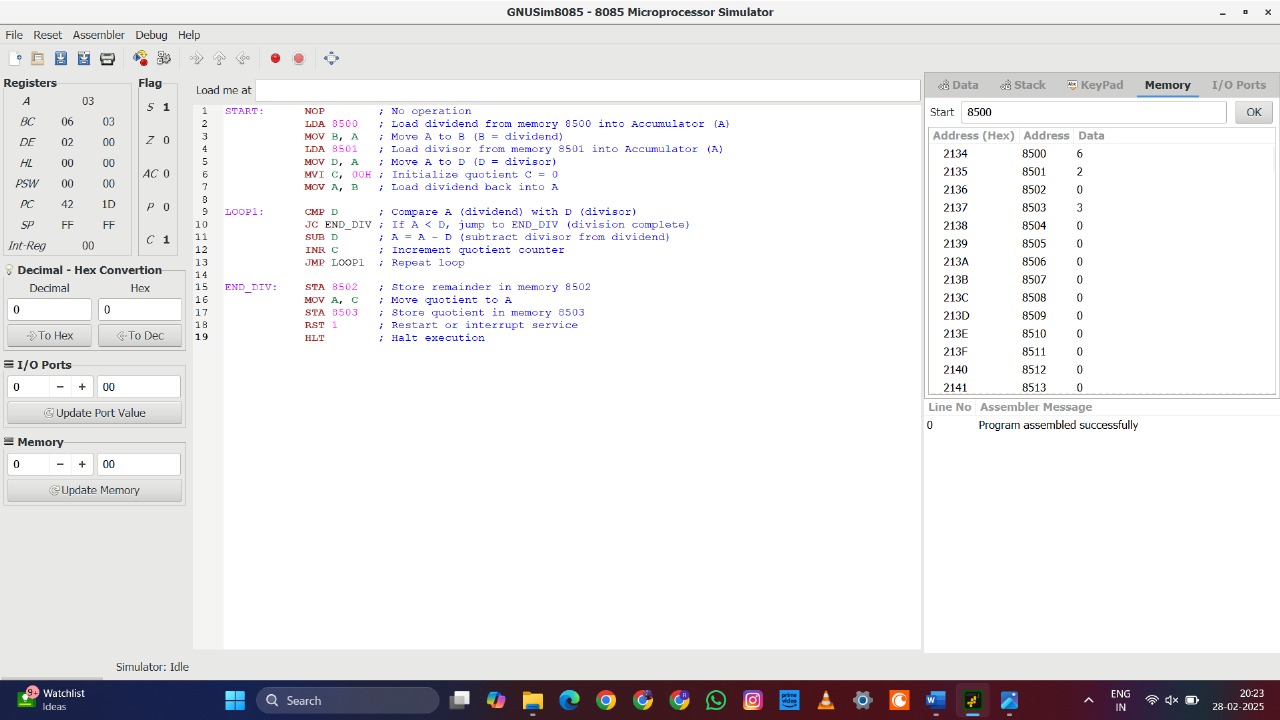 GNUSim8085 - 8085 Microprocessor Simulator
File Reset Assembler Debug Help
Registers
A 03
BC 06 03
DE 02 00
HL 00 00
PSW 00 00
PC 42 1D
SP FF FF
Int-Reg 00
Flag
S 1
Z 0
AC 0
P 0
C 1
Decimal - Hex Convertion
Decimal Hex
0 0
To Hex To Dec
I/O Ports
0 − + 00
Update Port Value
Memory
0 − + 00
Update Memory
Load me at
1 START: NOP ; No operation
2 LDA 8500 ; Load dividend from memory 8500 into Accumulator (A)
3 MOV B, A ; Move A to B (B = dividend)
4 LDA 8501 ; Load divisor from memory 8501 into Accumulator (A)
5 MOV D, A ; Move A to D (D = divisor)
6 MVI C, 00H ; Initialize quotient C = 0
7 MOV A, B ; Load dividend back into A
8
9 LOOP1: CMP D ; Compare A (dividend) with D (divisor)
10 JC END_DIV ; If A < D, jump to END_DIV (division complete)
11 SUB D ; A = A - D (subtract divisor from dividend)
12 INR C ; Increment quotient counter
13 JMP LOOP1 ; Repeat loop
14
15 END_DIV: STA 8502 ; Store remainder in memory 8502
16 MOV A, C ; Move quotient to A
17 STA 8503 ; Store quotient in memory 8503
18 RST 1 ; Restart or interrupt service
19 HLT ; Halt execution
Data Stack KeyPad Memory I/O Ports
Start 8500 OK
Address (Hex) Address Data
2134 8500 6
2135 8501 2
2136 8502 0
2137 8503 3
2138 8504 0
2139 8505 0
213A 8506 0
213B 8507 0
213C 8508 0
213D 8509 0
213E 8510 0
213F 8511 0
2140 8512 0
2141 8513 0
Line No Assembler Message
0 Program assembled successfully
Simulator: Idle
9+ Watchlist
Ideas
Search
prime video
ENG
IN
20:23
28-02-2025